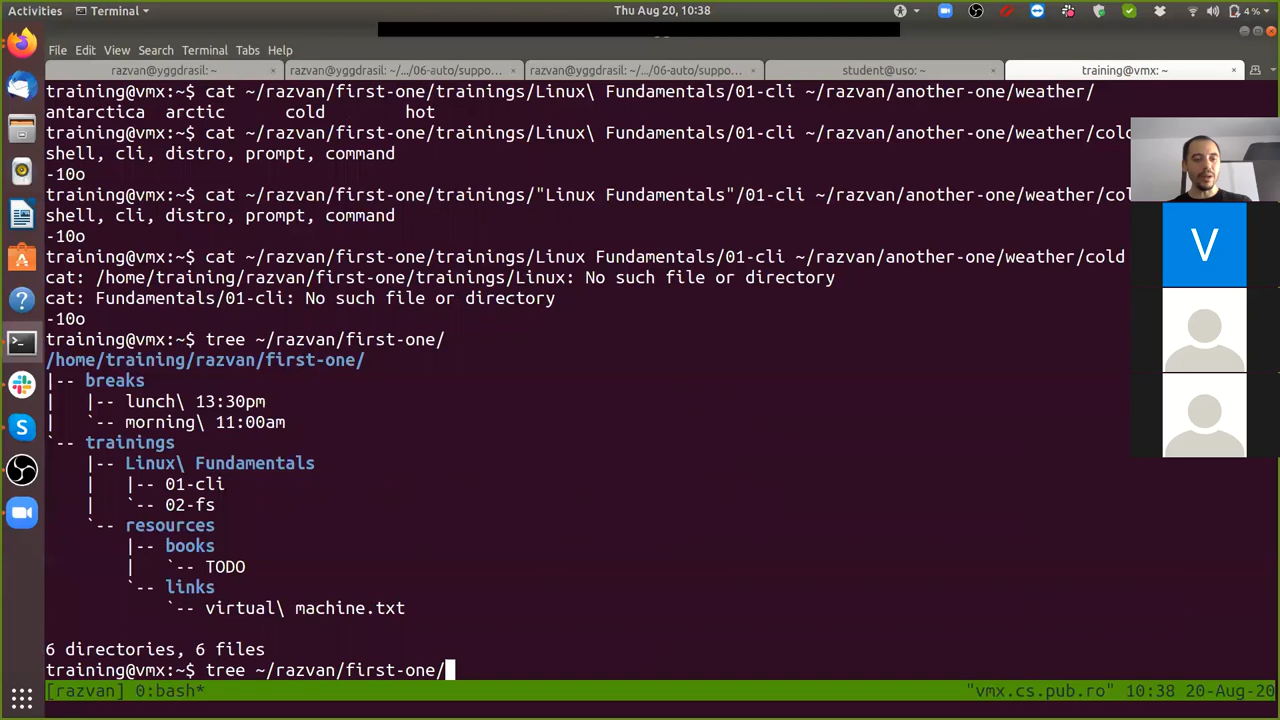 Activities Terminal Thu Aug 20, 10:38 4 %
File Edit View Search Terminal Tabs Help
razvan@yggdrasil: ~ × razvan@yggdrasil: ~/.../06-auto/suppo... × razvan@yggdrasil: ~/.../06-auto/suppo... × student@uso: ~ × training@vmx: ~ ×
training@vmx:~$ cat ~/razvan/first-one/trainings/Linux\ Fundamentals/01-cli ~/razvan/another-one/weather/
antarctica arctic cold hot
training@vmx:~$ cat ~/razvan/first-one/trainings/Linux\ Fundamentals/01-cli ~/razvan/another-one/weather/col
shell, cli, distro, prompt, command
-10o
training@vmx:~$ cat ~/razvan/first-one/trainings/"Linux Fundamentals"/01-cli ~/razvan/another-one/weather/co
shell, cli, distro, prompt, command
-10o
training@vmx:~$ cat ~/razvan/first-one/trainings/Linux Fundamentals/01-cli ~/razvan/another-one/weather/cold
cat: /home/training/razvan/first-one/trainings/Linux: No such file or directory
cat: Fundamentals/01-cli: No such file or directory
-10o
training@vmx:~$ tree ~/razvan/first-one/
/home/training/razvan/first-one/
|-- breaks
|   |-- lunch\ 13:30pm
|   `-- morning\ 11:00am
`-- trainings
    |-- Linux\ Fundamentals
    |   |-- 01-cli
    |   `-- 02-fs
    `-- resources
        |-- books
        |   `-- TODO
        `-- links
            `-- virtual\ machine.txt
6 directories, 6 files
training@vmx:~$ tree ~/razvan/first-one/
[razvan] 0:bash* "vmx.cs.pub.ro" 10:38 20-Aug-20
V